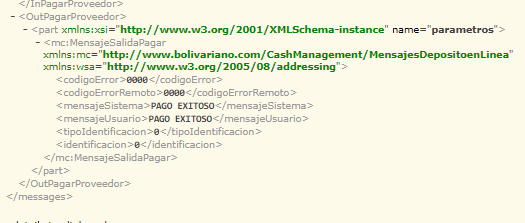 </InPagarProveedor>
- <OutPagarProveedor>
- <part xmlns:xsi="http://www.w3.org/2001/XMLSchema-instance" name="parametros">
- <mc:MensajeSalidaPagar
xmlns:mc="http://www.bolivariano.com/CashManagement/MensajesDepositoenLinea"
xmlns:wsa="http://www.w3.org/2005/08/addressing">
<codigoError>0000</codigoError>
<codigoErrorRemoto>0000</codigoErrorRemoto>
<mensajeSistema>PAGO EXITOSO</mensajeSistema>
<mensajeUsuario>PAGO EXITOSO</mensajeUsuario>
<tipoIdentificacion>0</tipoIdentificacion>
<identificacion>0</identificacion>
</mc:MensajeSalidaPagar>
</part>
</OutPagarProveedor>
</messages>